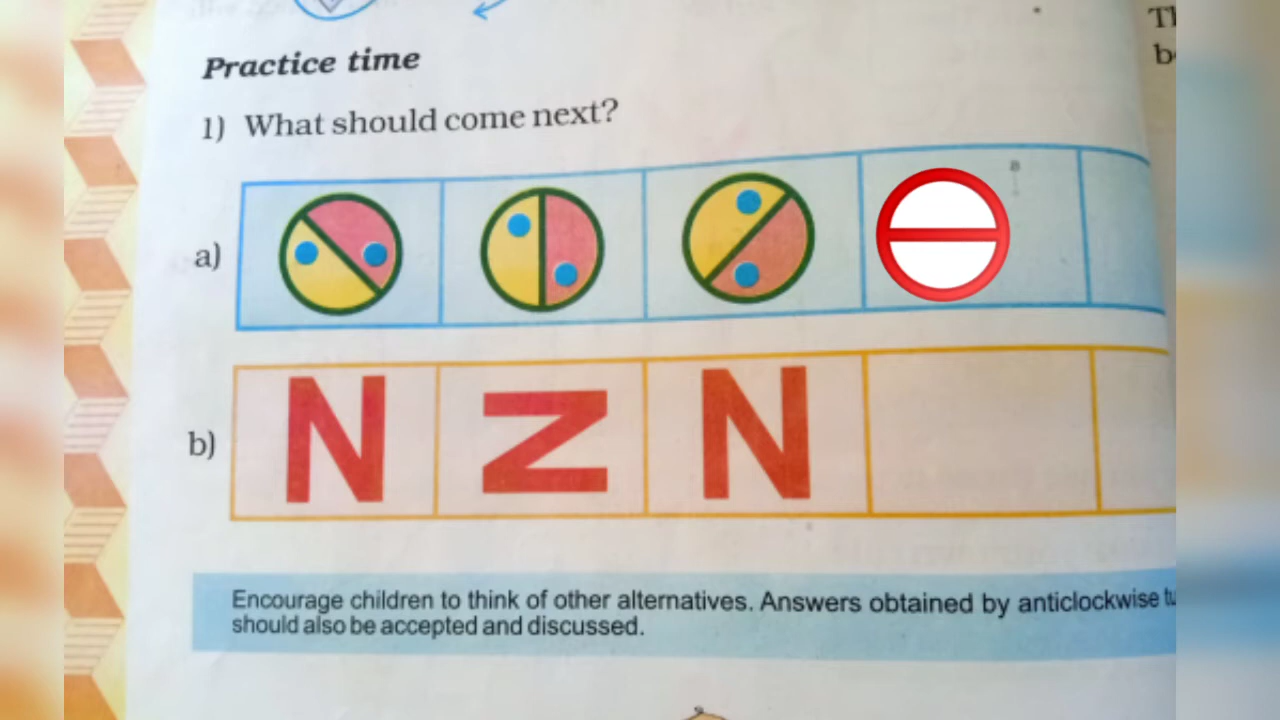 Practice time
1) What should come next?
a)
b)
N Z N
Encourage children to think of other alternatives. Answers obtained by anticlockwise
should also be accepted and discussed.